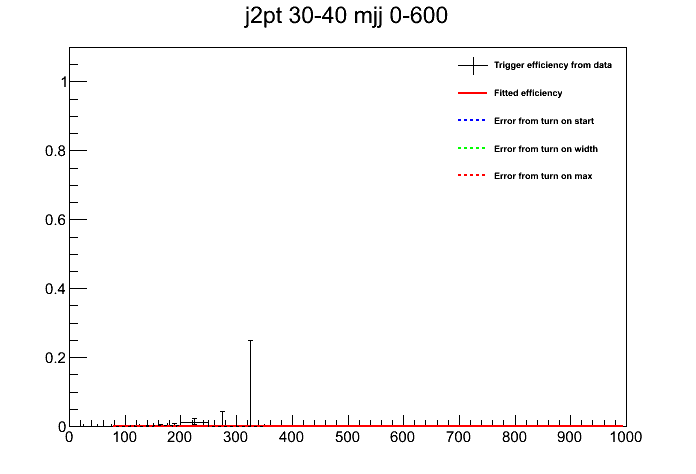 j2pt 30-40 mjj 0-600
Trigger efficiency from data
Fitted efficiency
Error from turn on start
Error from turn on width
Error from turn on max
1
0.8
0.6
0.4
0.2
0
0 100 200 300 400 500 600 700 800 900 1000